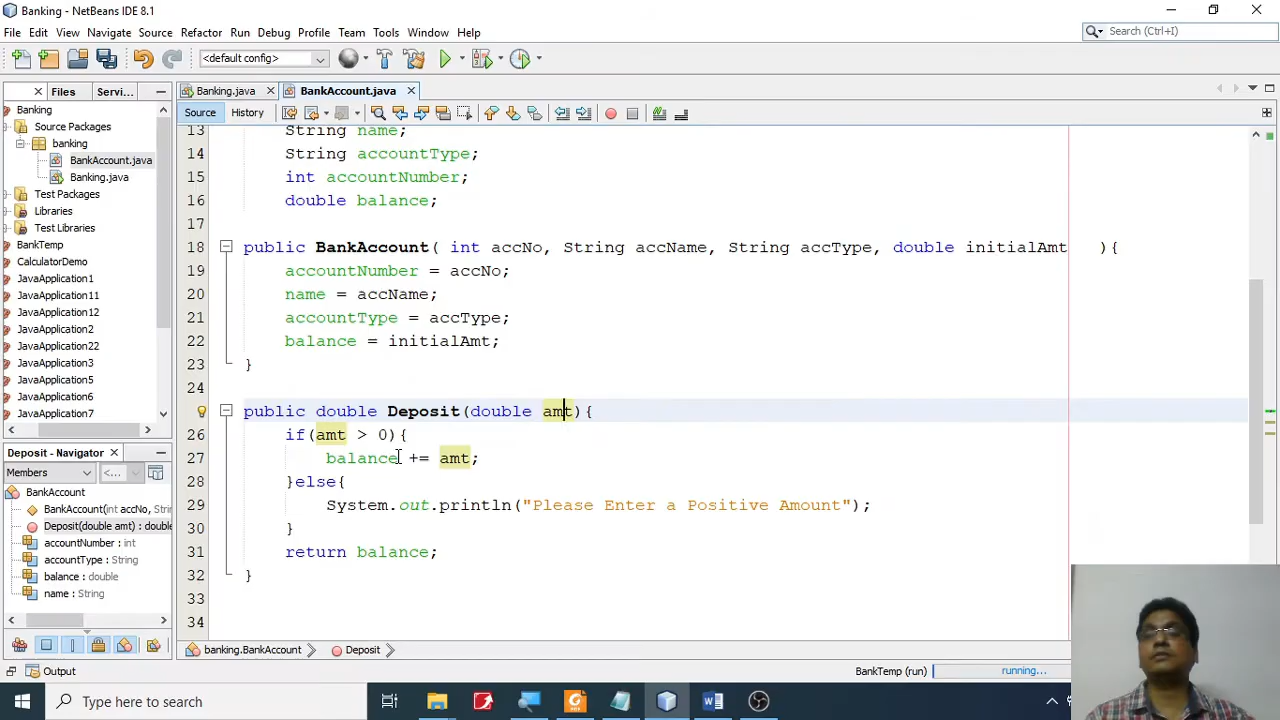 Banking - NetBeans IDE 8.1
File Edit View Navigate Source Refactor Run Debug Profile Team Tools Window Help
Search (Ctrl+I)
<default config>
Files Servi...
Banking.java BankAccount.java
Source History
Banking
Source Packages
banking
BankAccount.java
Banking.java
Test Packages
Libraries
Test Libraries
BankTemp
CalculatorDemo
JavaApplication1
JavaApplication11
JavaApplication12
JavaApplication2
JavaApplication22
JavaApplication3
JavaApplication5
JavaApplication6
JavaApplication7
13 String name;
14 String accountType;
15 int accountNumber;
16 double balance;
17
18 public BankAccount( int accNo, String accName, String accType, double initialAmt ){
19 accountNumber = accNo;
20 name = accName;
21 accountType = accType;
22 balance = initialAmt;
23 }
24
public double Deposit(double amt){
26 if(amt > 0){
27 balance += amt;
28 }else{
29 System.out.println("Please Enter a Positive Amount");
30 }
31 return balance;
32 }
33
34
Deposit - Navigator
Members <...
BankAccount
BankAccount(int accNo, Str
Deposit(double amt) : double
accountNumber : int
accountType : String
balance : double
name : String
banking.BankAccount Deposit
Output
BankTemp (run) running...
Type here to search